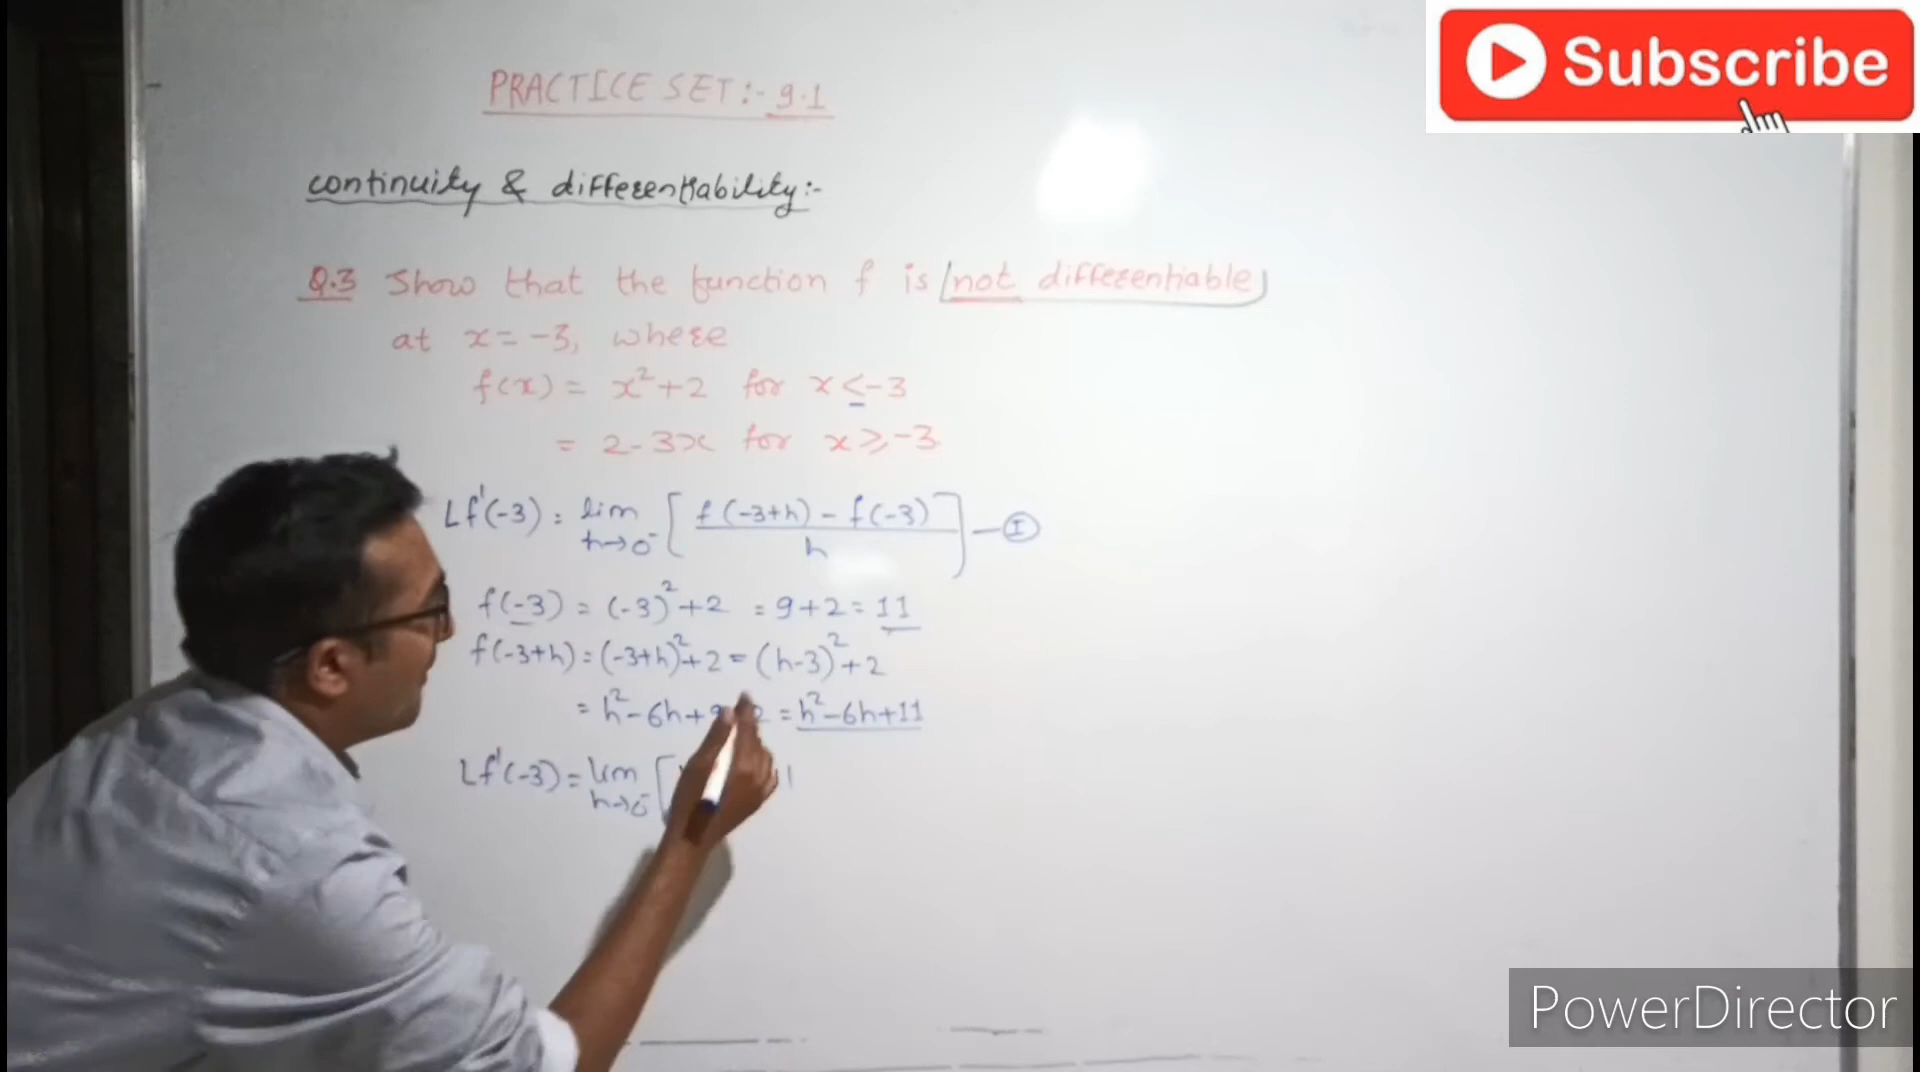 Subscribe
PRACTICE SET:- 9.1
continuity & differentiability:-
Q.3 Show that the function f is not differentiable
at x = -3, where
f(x) = x²+2 for x ≤ -3
= 2-3x for x ≥ -3
Lf'(-3) = lim h→0⁻ [ f(-3+h) - f(-3) / h ] — I
f(-3) = (-3)²+2 = 9+2 = 11
f(-3+h) = (-3+h)²+2 = (h-3)²+2
= h²-6h+9 2 = h²-6h+11
Lf'(-3) = lim h→0⁻ [
PowerDirector